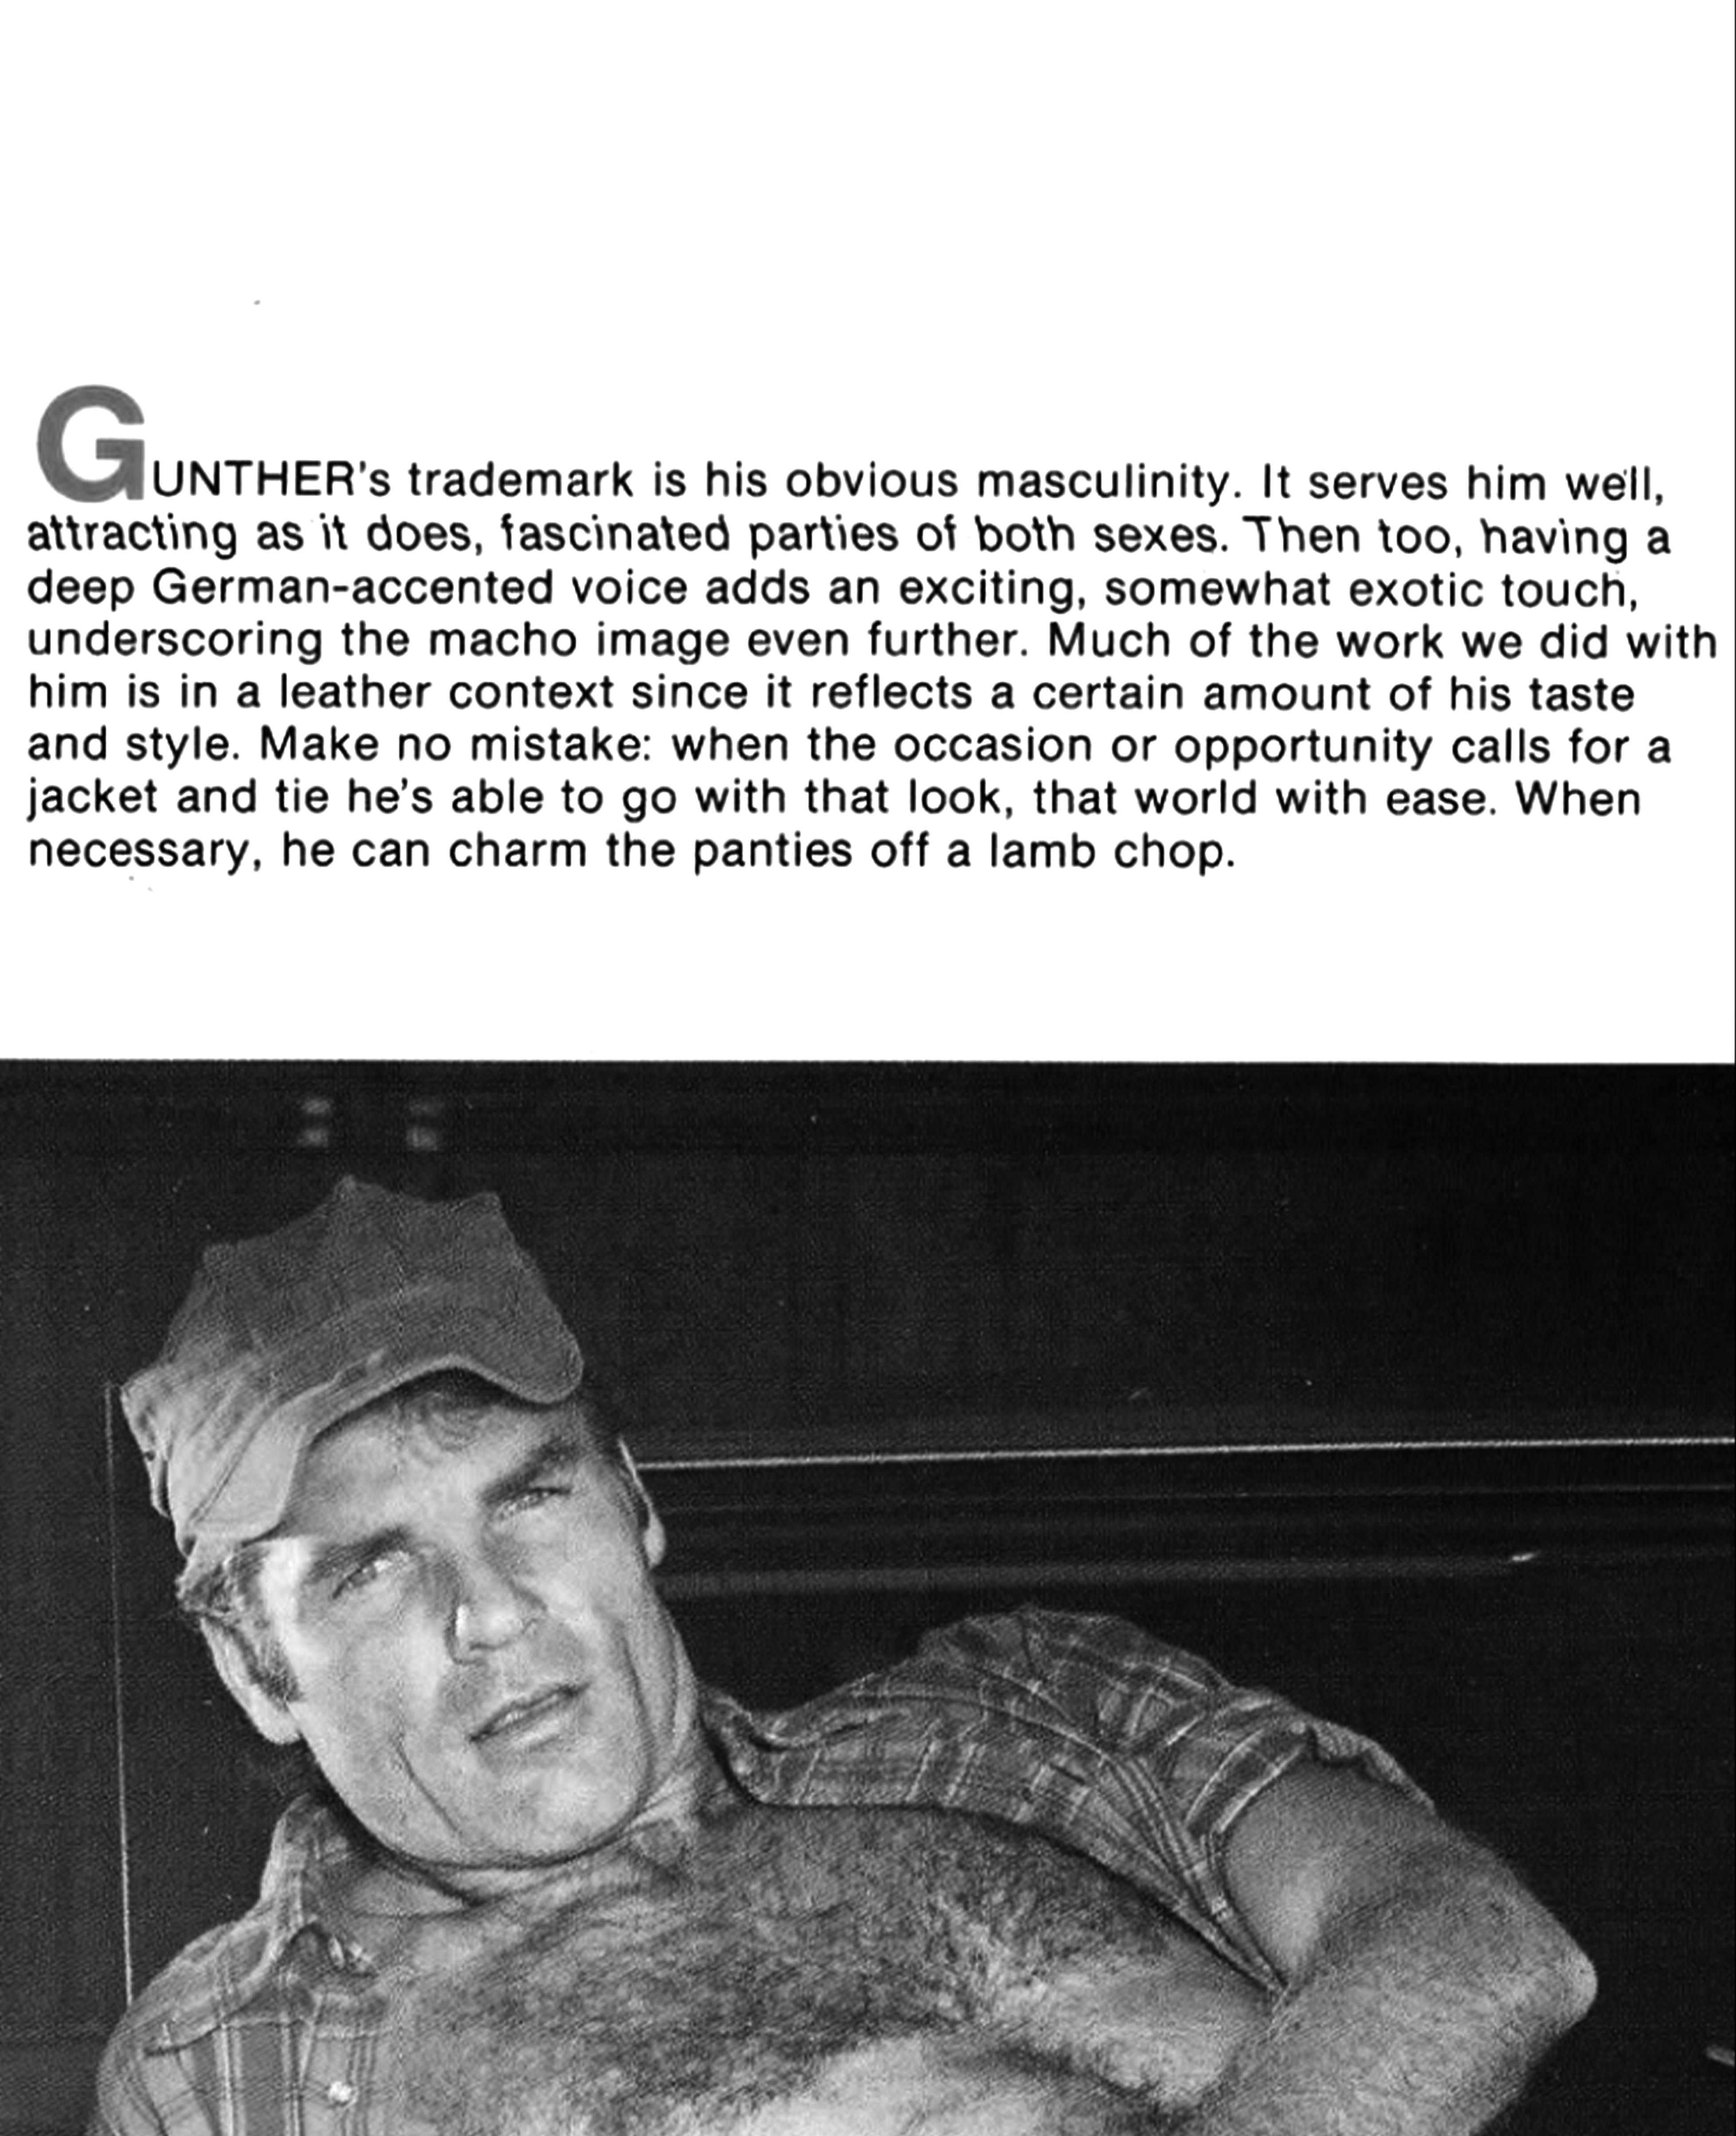 GUNTHER's trademark is his obvious masculinity. It serves him well,
attracting as it does, fascinated parties of both sexes. Then too, having a
deep German-accented voice adds an exciting, somewhat exotic touch,
underscoring the macho image even further. Much of the work we did with
him is in a leather context since it reflects a certain amount of his taste
and style. Make no mistake: when the occasion or opportunity calls for a
jacket and tie he's able to go with that look, that world with ease. When
necessary, he can charm the panties off a lamb chop.